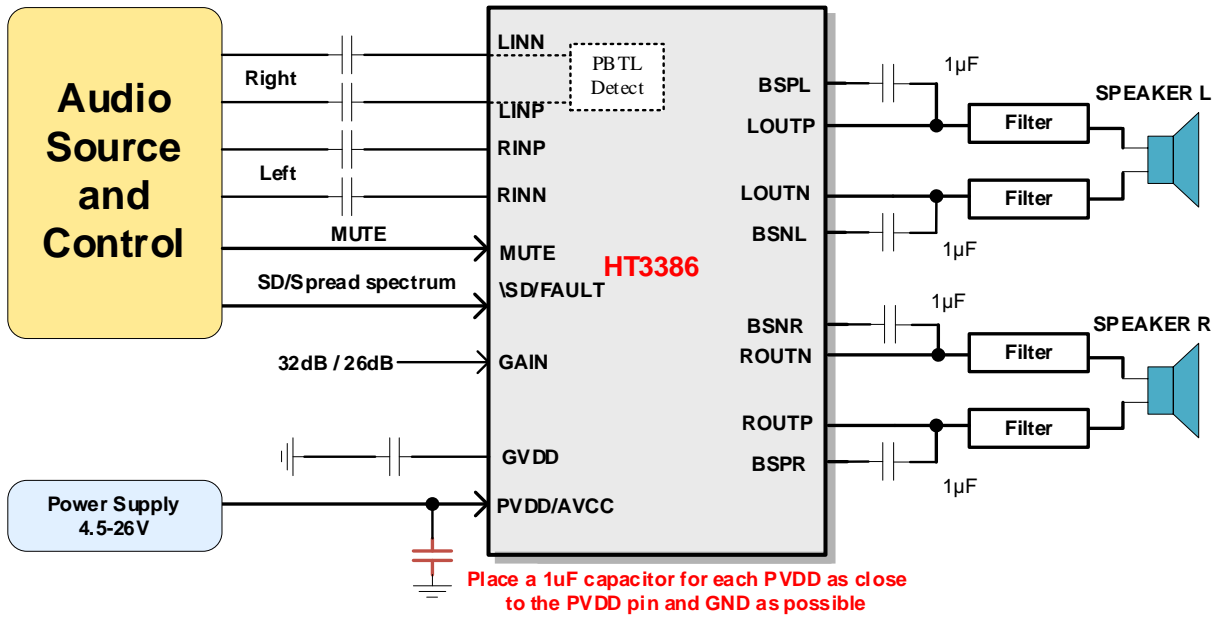 Audio
Source
and
Control
Right
Left
MUTE
SD/Spread spectrum
32dB / 26dB
Power Supply
4.5-26V
LINN
PBTL
Detect
LINP
RINP
RINN
MUTE
\SD/FAULT
GAIN
GVDD
PVDD/AVCC
HT3386
BSPL
LOUTP
LOUTN
BSNL
BSNR
ROUTN
ROUTP
BSPR
1µF
Filter
SPEAKER L
Filter
1µF
1µF
Filter
SPEAKER R
Filter
1µF
Place a 1uF capacitor for each PVDD as close
to the PVDD pin and GND as possible